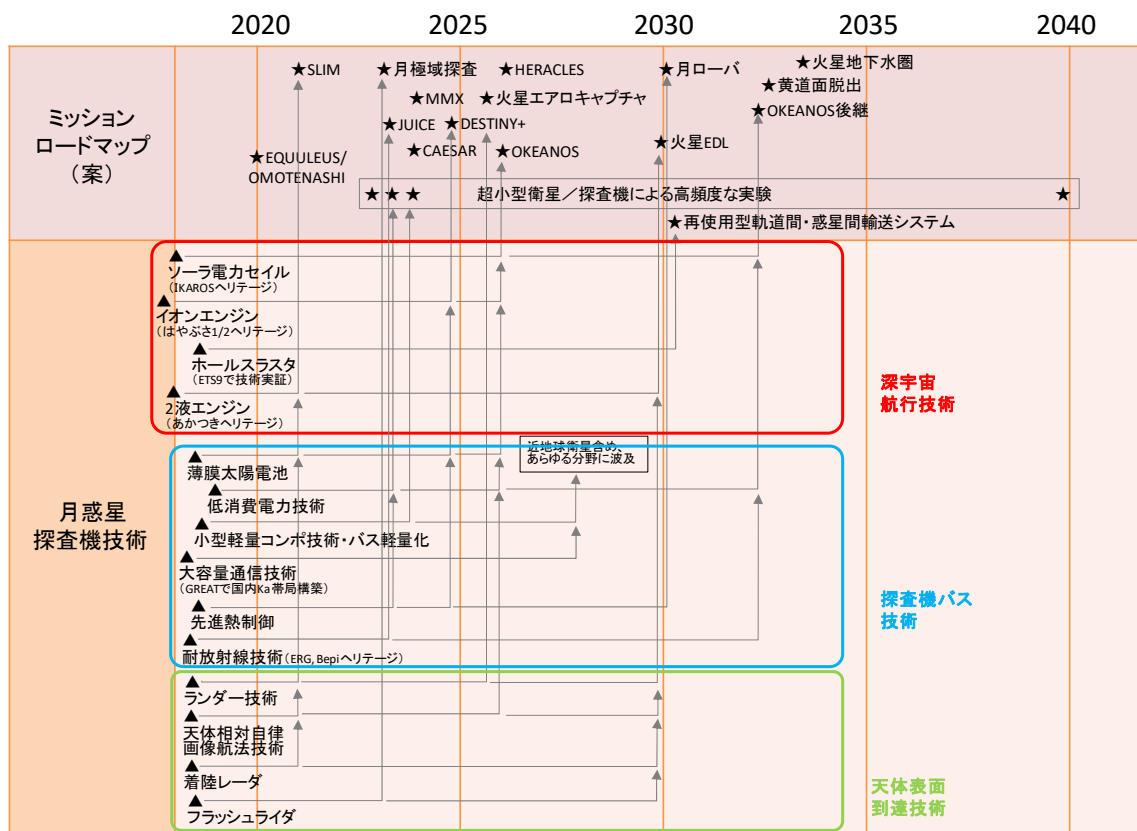 2020
2025
2030
2035
2040
ミッション
ロードマップ
（案）
★SLIM
★月極域探査
★HERACLES
★月ローバ
★火星地下水圏
★黄道面脱出
★MMX
★火星エアロキャプチャ
★OKEANOS後継
★JUICE
★DESTINY+
★火星EDL
★CAESAR
★OKEANOS
★EQUULEUS/
OMOTENASHI
★ ★ ★ 超小型衛星／探査機による高頻度な実験 ★
★再使用型軌道間・惑星間輸送システム
月惑星
探査機技術
ソーラ電力セイル
（IKAROSヘリテージ）
イオンエンジン
（はやぶさ1/2ヘリテージ）
ホールスラスタ
（ETS9で技術実証）
2液エンジン
（あかつきヘリテージ）
深宇宙
航行技術
近地球衛星含め、
あらゆる分野に波及
薄膜太陽電池
低消費電力技術
小型軽量コンポ技術・バス軽量化
大容量通信技術
（GREATで国内Ka帯局構築）
先進熱制御
耐放射線技術（ERG, Bepiヘリテージ）
探査機バス
技術
ランダー技術
天体相対自律
画像航法技術
着陸レーダ
フラッシュライダ
天体表面
到達技術